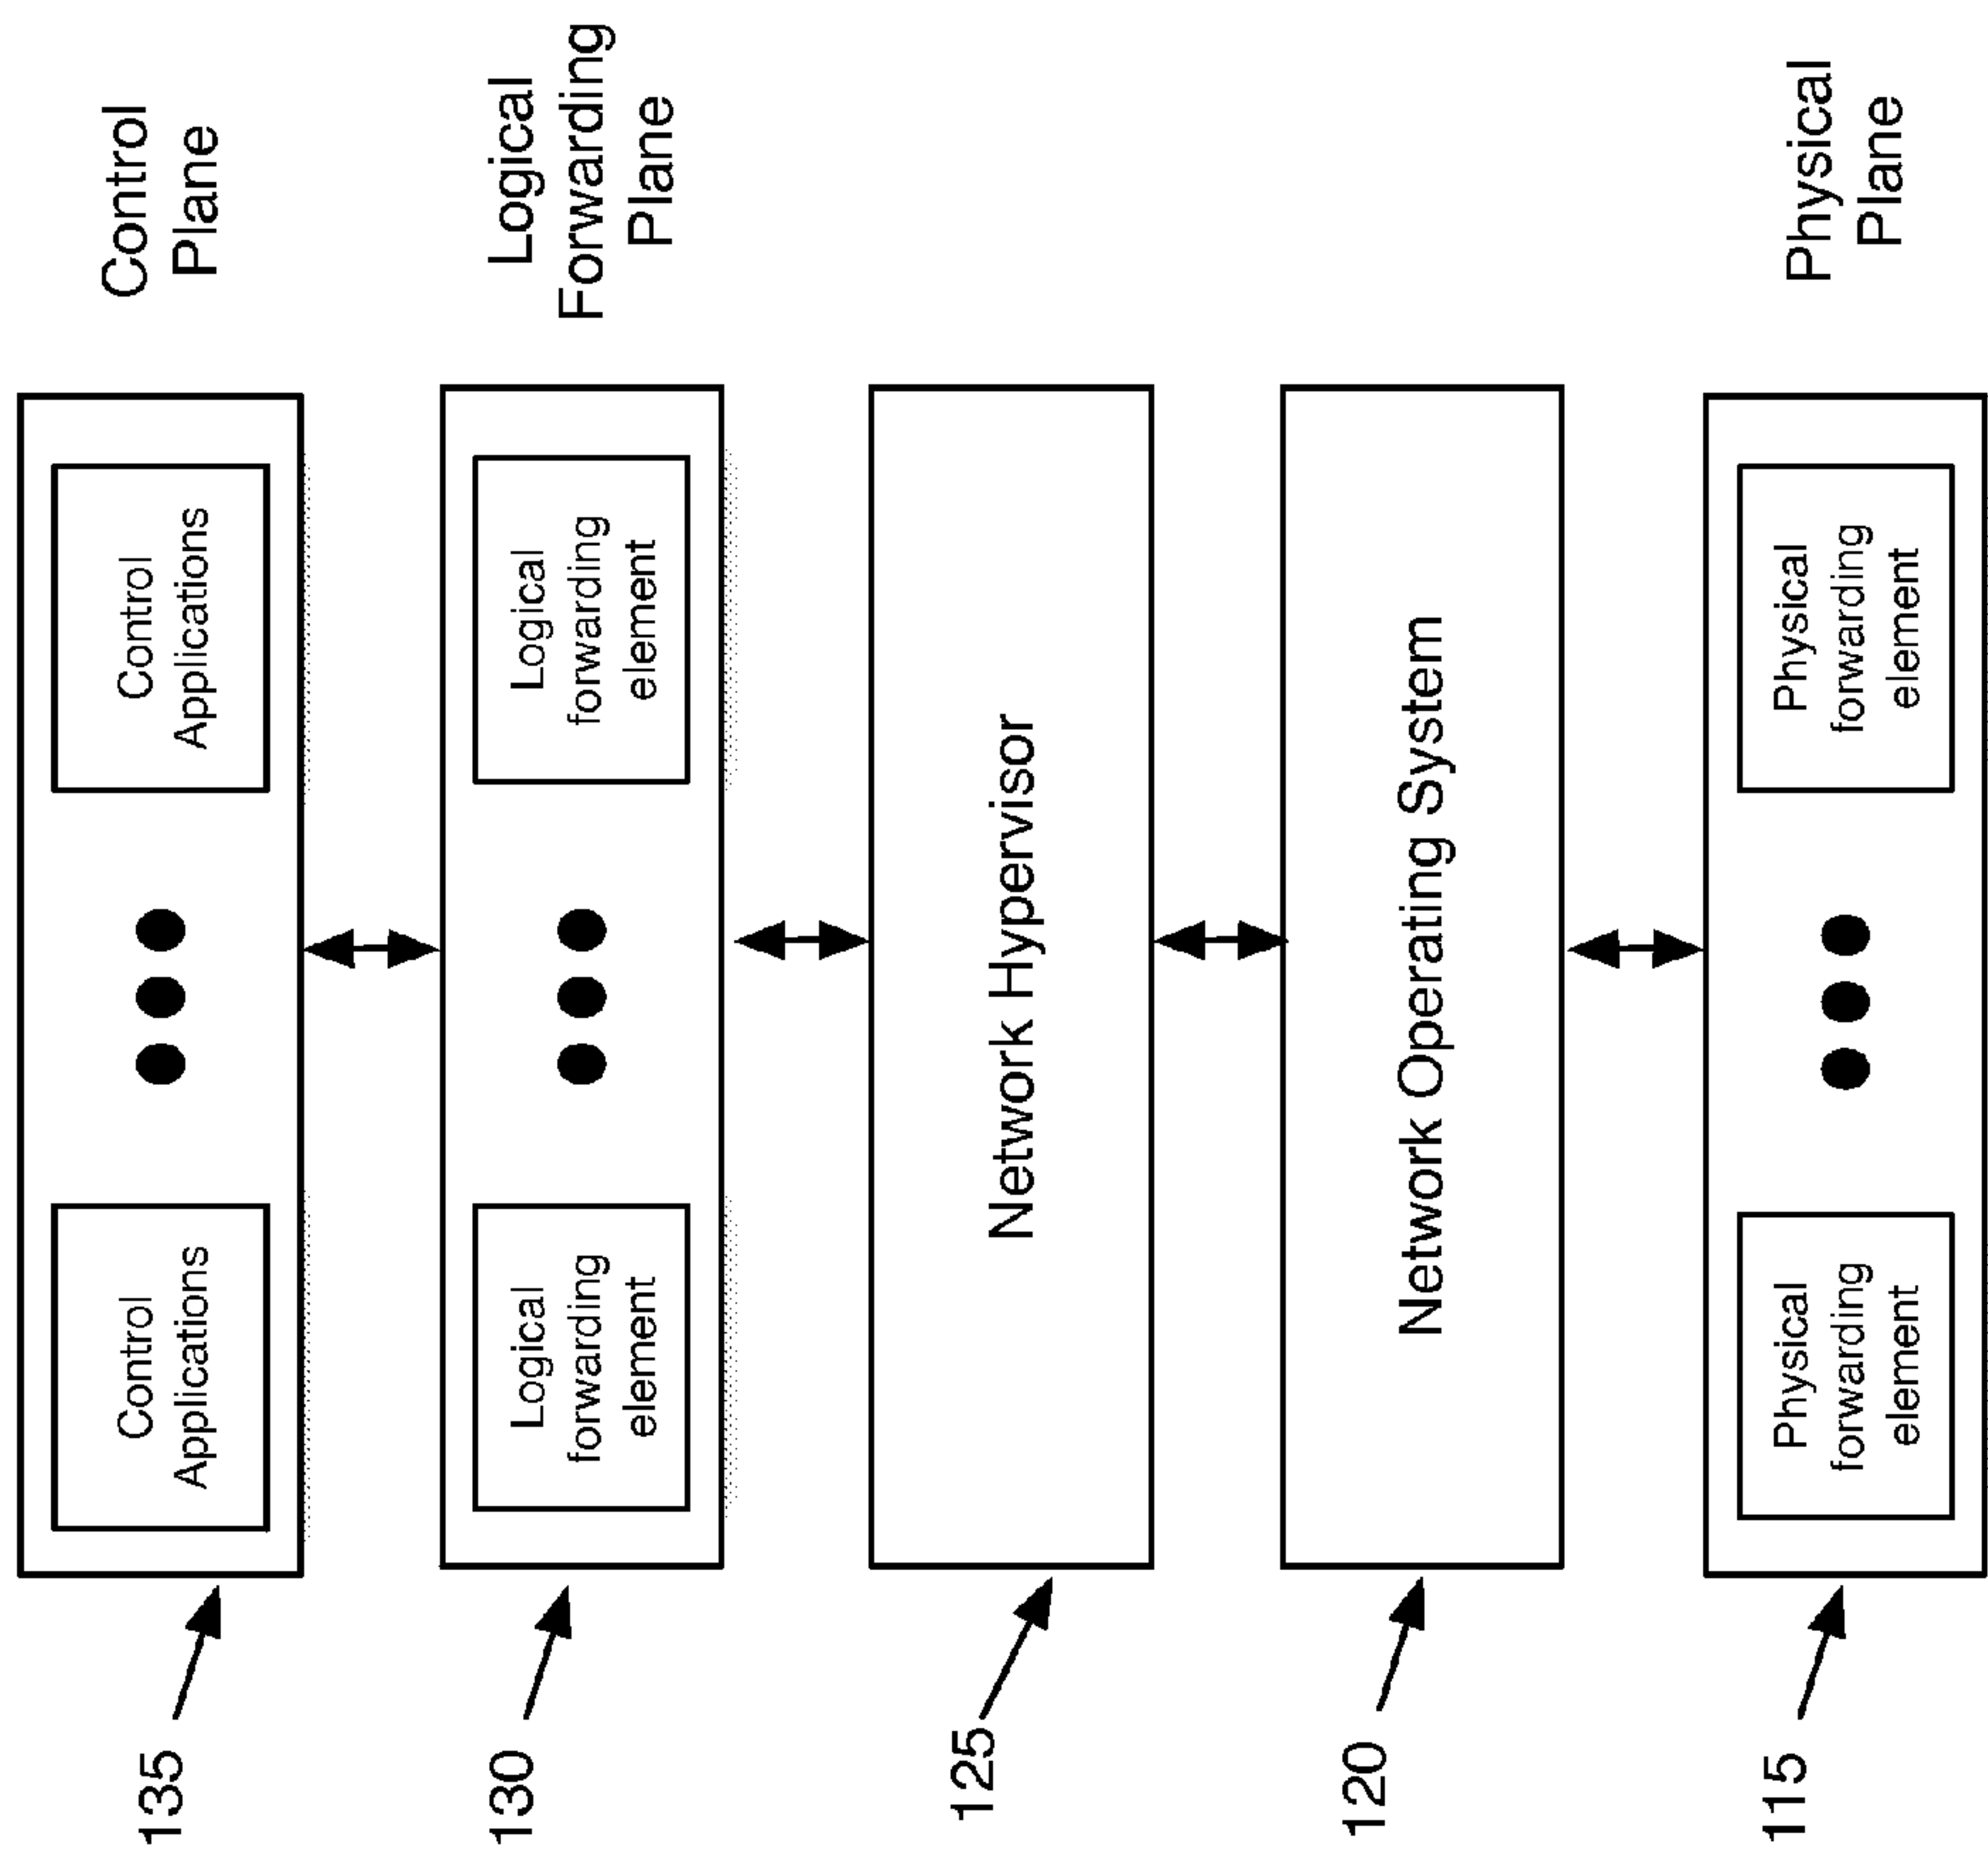 135
Control
Applications
Control
Applications
Control
Plane
130
Logical
forwarding
element
Logical
forwarding
element
Logical
Forwarding
Plane
125
Network Hypervisor
120
Network Operating System
115
Physical
forwarding
element
Physical
forwarding
element
Physical
Plane